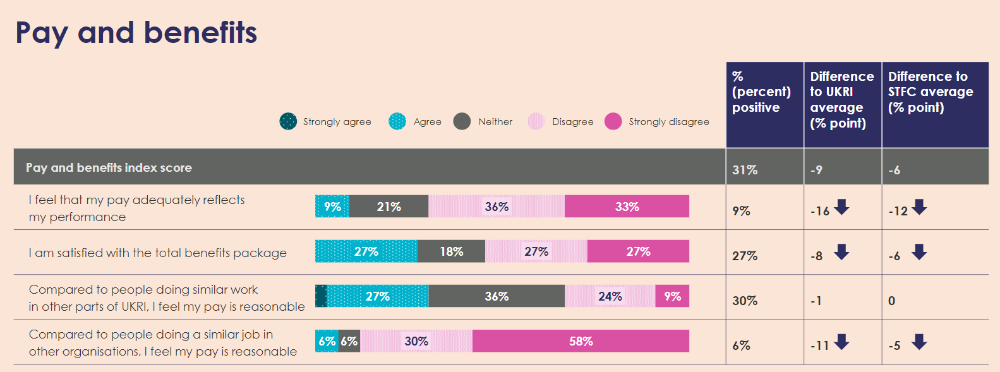 Pay and benefits
%
(percent)
positive
Difference
to UKRI
average
(% point)
Difference to
STFC average
(% point)
Strongly agree
Agree
Neither
Disagree
Strongly disagree
Pay and benefits index score
31%
-9
-6
I feel that my pay adequately reflects
my performance
9%
21%
36%
33%
9%
-16
-12
I am satisfied with the total benefits package
27%
18%
27%
27%
27%
-8
-6
Compared to people doing similar work
in other parts of UKRI, I feel my pay is reasonable
27%
36%
24%
9%
30%
-1
0
Compared to people doing a similar job in
other organisations, I feel my pay is reasonable
6%
6%
30%
58%
6%
-11
-5